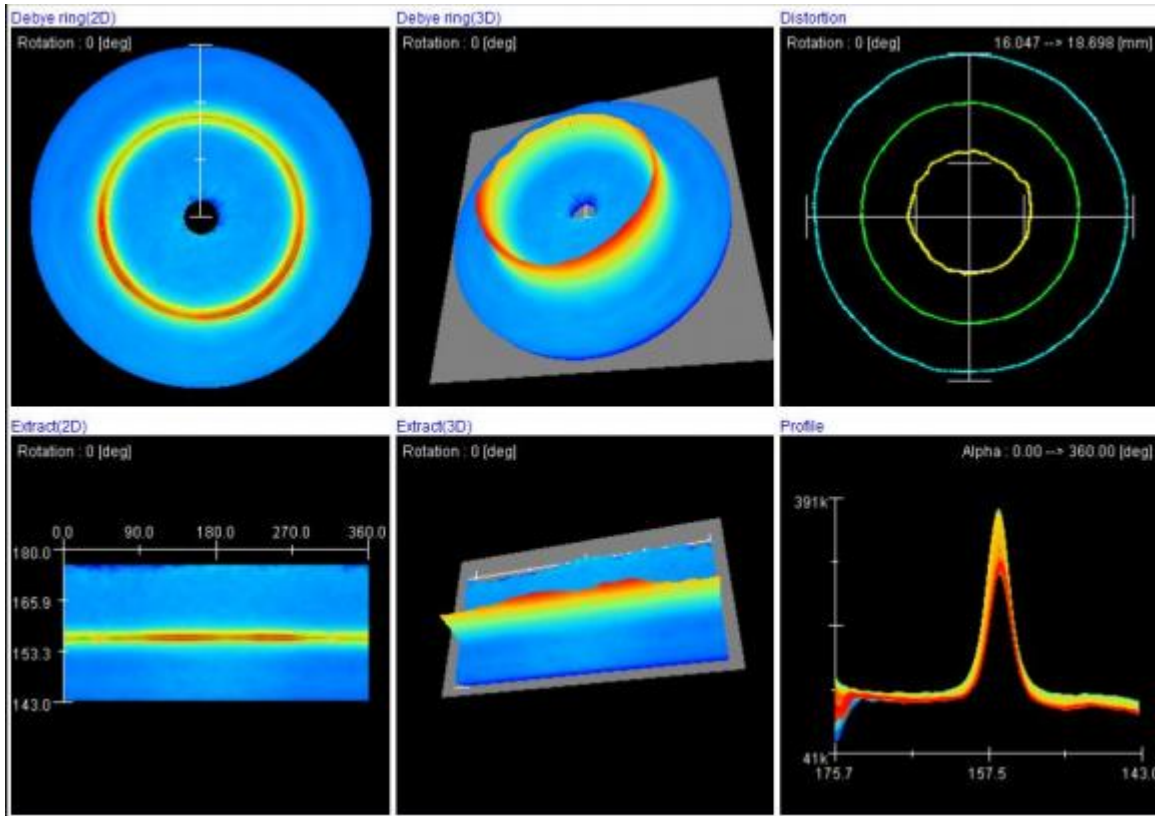 Debye ring(2D)
Rotation : 0 [deg]
Debye ring(3D)
Rotation : 0 [deg]
Distortion
Rotation : 0 [deg]
16.047 --> 18.698 [mm]
Extract(2D)
Rotation : 0 [deg]
0.0 90.0 180.0 270.0 360.0
180.0
165.9
153.3
143.0
Extract(3D)
Rotation : 0 [deg]
Profile
Alpha : 0.00 --> 360.00 [deg]
391k
41k
175.7 157.5 143.0